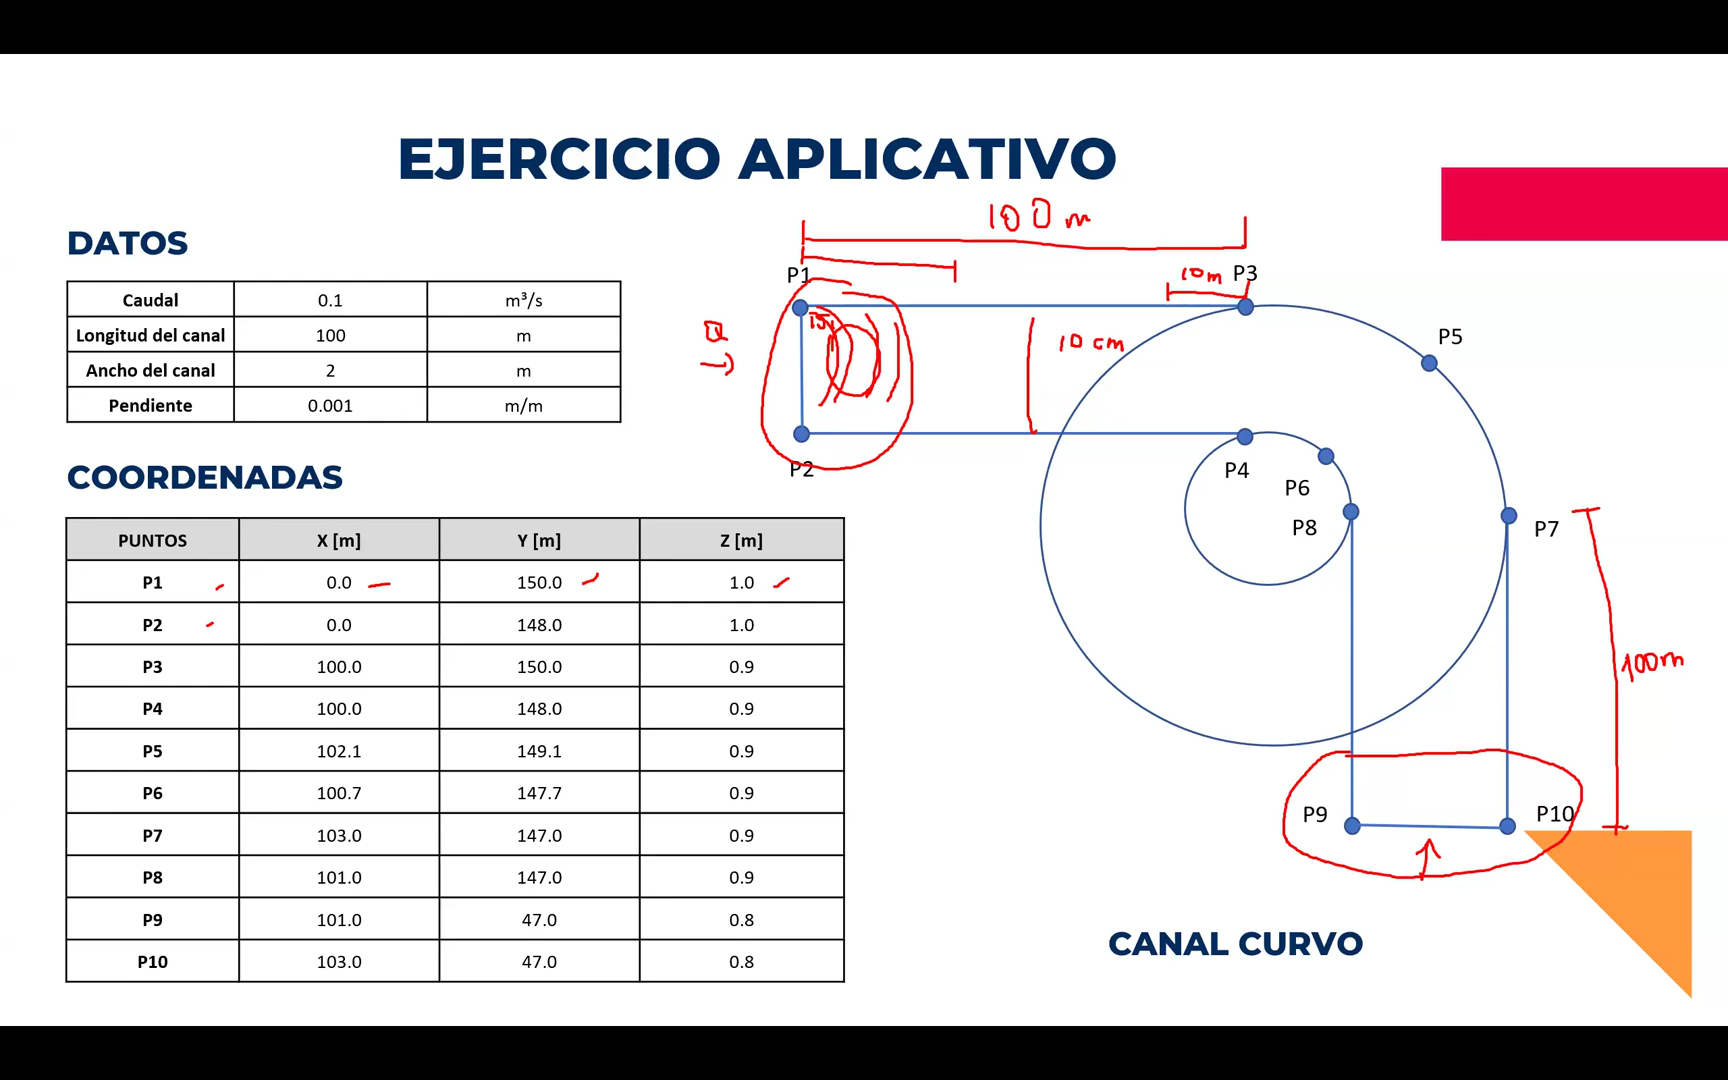 EJERCICIO APLICATIVO
DATOS
Caudal 0.1 m³/s
Longitud del canal 100 m
Ancho del canal 2 m
Pendiente 0.001 m/m
COORDENADAS
PUNTOS X [m] Y [m] Z [m]
P1 0.0 150.0 1.0
P2 0.0 148.0 1.0
P3 100.0 150.0 0.9
P4 100.0 148.0 0.9
P5 102.1 149.1 0.9
P6 100.7 147.7 0.9
P7 103.0 147.0 0.9
P8 101.0 147.0 0.9
P9 101.0 47.0 0.8
P10 103.0 47.0 0.8
100 m
P1
10m
P3
Q
10 cm
P5
P2
P4
P6
P8
P7
100m
P9
P10
CANAL CURVO